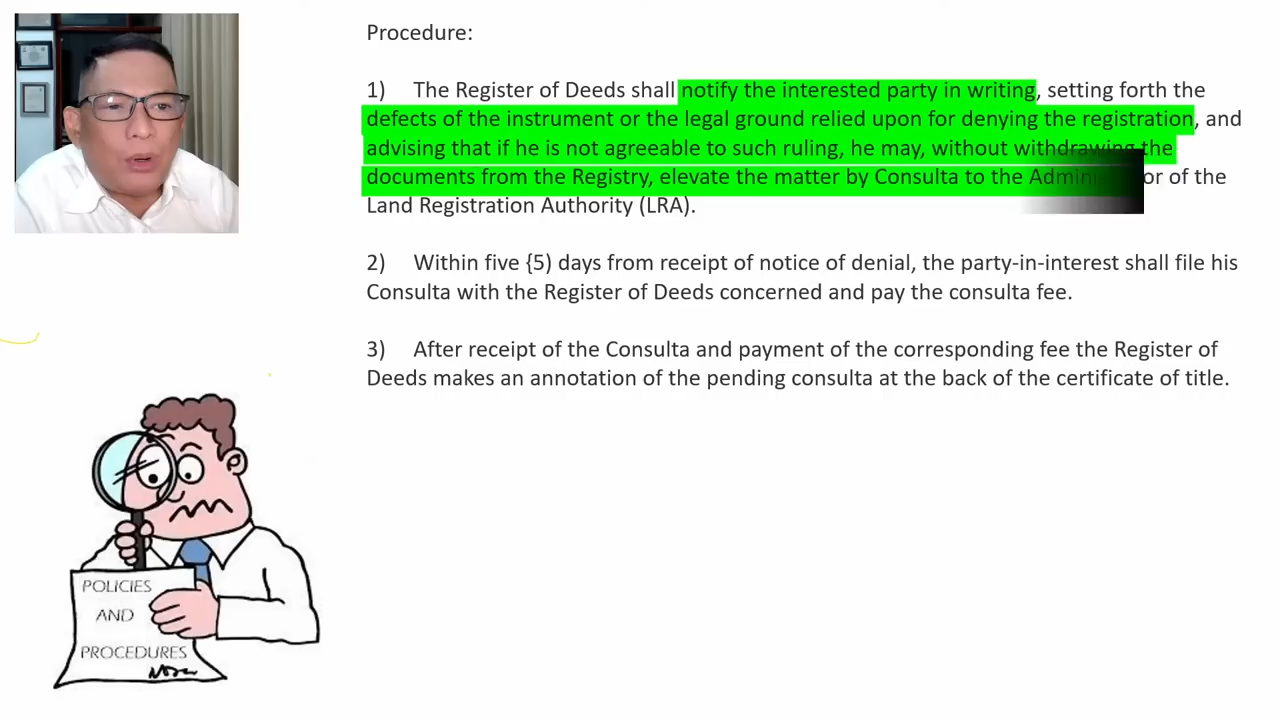 Procedure:
1) The Register of Deeds shall notify the interested party in writing, setting forth the
defects of the instrument or the legal ground relied upon for denying the registration, and
advising that if he is not agreeable to such ruling, he may, without withdrawing the
documents from the Registry, elevate the matter by Consulta to the of the
Land Registration Authority (LRA).
2) Within five {5) days from receipt of notice of denial, the party-in-interest shall file his
Consulta with the Register of Deeds concerned and pay the consulta fee.
3) After receipt of the Consulta and payment of the corresponding fee the Register of
Deeds makes an annotation of the pending consulta at the back of the certificate of title.
POLICIES
AND
PROCEDURES